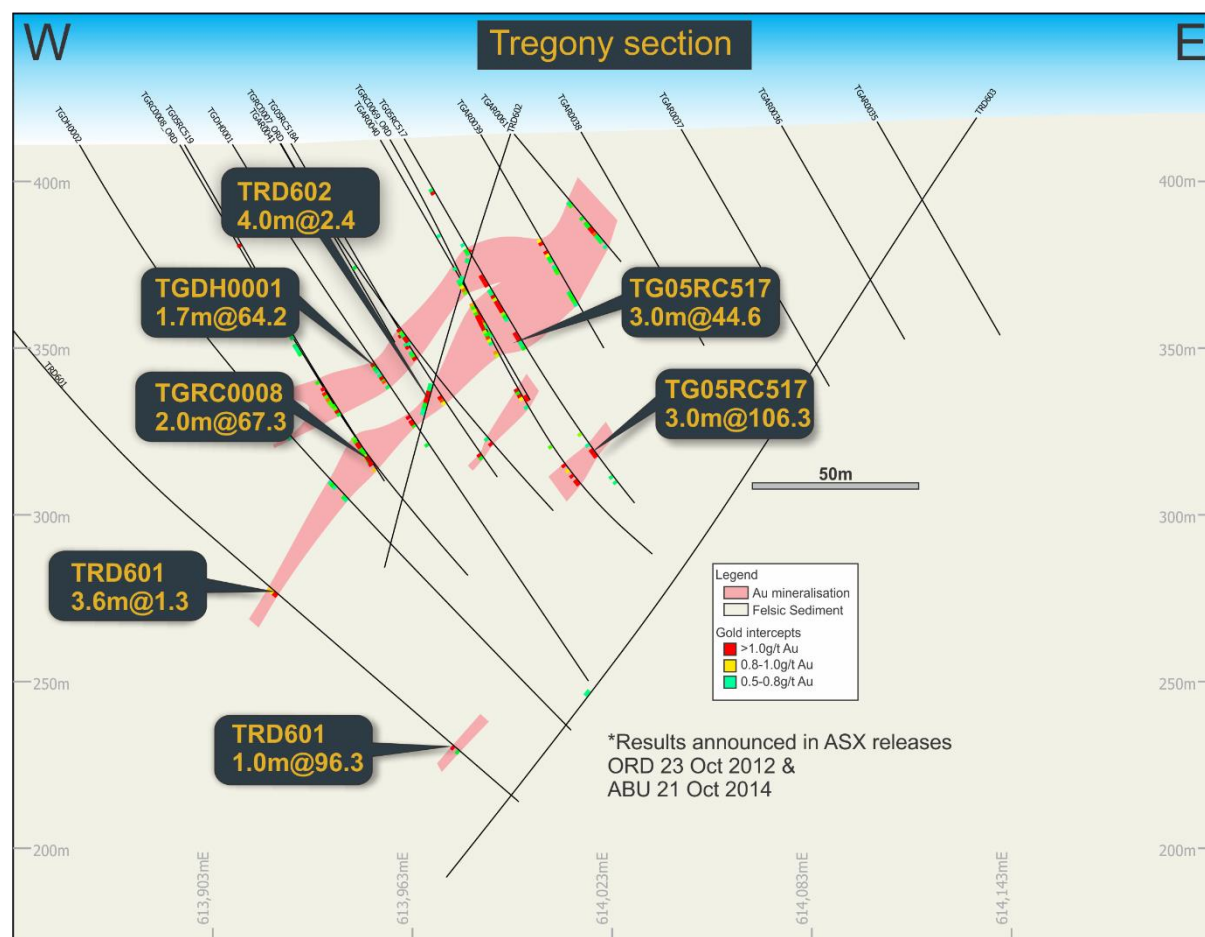 W
Tregony section
E
TGDH0002
TGRC0008_ORD
TG05RC519
TGDH0001
TGRC0007_ORD
TGAR0041
TG05RC518A
TGRC0069_ORD
TGAR0040
TG05RC517
TGAR0039
TGAR0061
TRD602
TGAR0038
TGAR0037
TGAR0036
TGAR0035
TRD603
400m
400m
TRD602
4.0m@2.4
TGDH0001
1.7m@64.2
TG05RC517
3.0m@44.6
350m
350m
TRD601
TGRC0008
2.0m@67.3
TG05RC517
3.0m@106.3
50m
300m
300m
TRD601
3.6m@1.3
Legend
Au mineralisation
Felsic Sediment
Gold intercepts
>1.0g/t Au
0.8-1.0g/t Au
0.5-0.8g/t Au
250m
250m
TRD601
1.0m@96.3
*Results announced in ASX releases
ORD 23 Oct 2012 &
ABU 21 Oct 2014
200m
200m
613,903mE
613,963mE
614,023mE
614,083mE
614,143mE